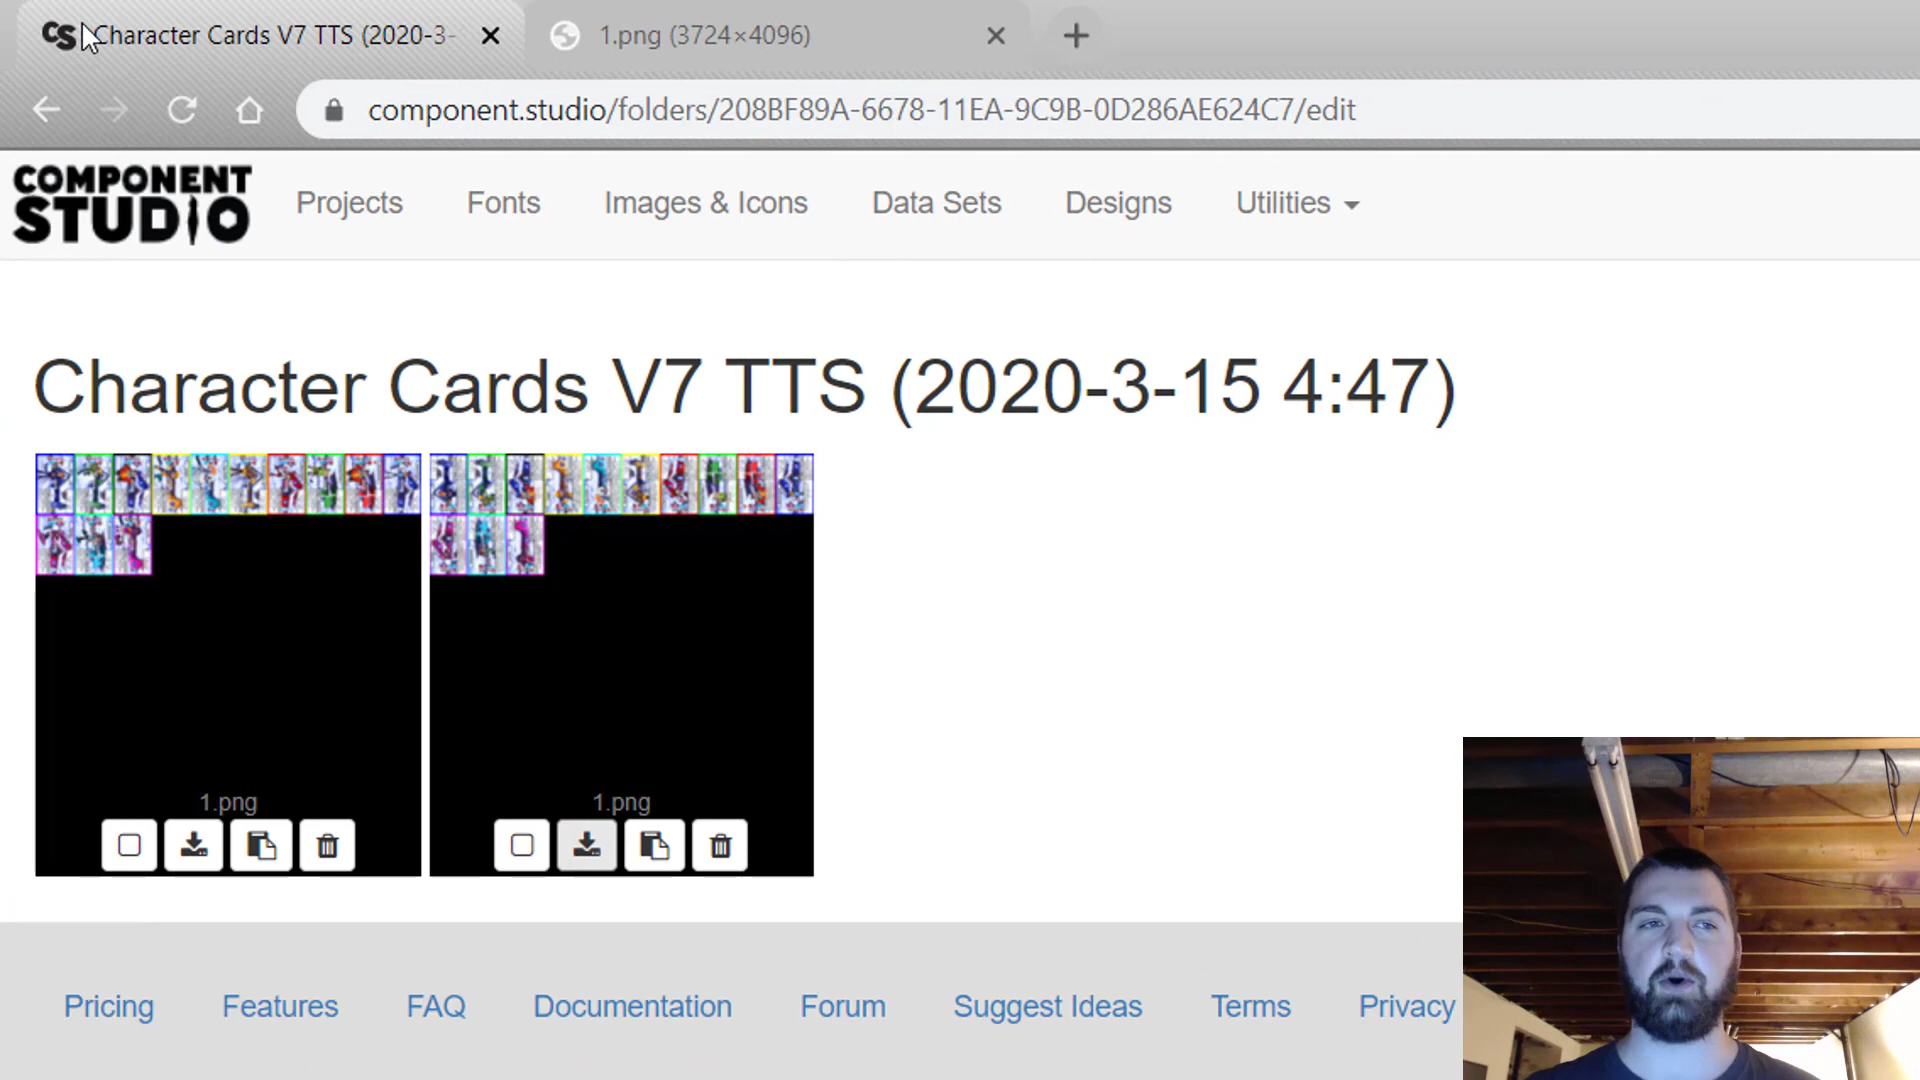 CS Character Cards V7 TTS (2020-3-
1.png (3724×4096)
component.studio/folders/208BF89A-6678-11EA-9C9B-0D286AE624C7/edit
COMPONENT
STUDIO
Projects Fonts Images & Icons Data Sets Designs Utilities
Character Cards V7 TTS (2020-3-15 4:47)
1.png 1.png
Pricing Features FAQ Documentation Forum Suggest Ideas Terms Privacy